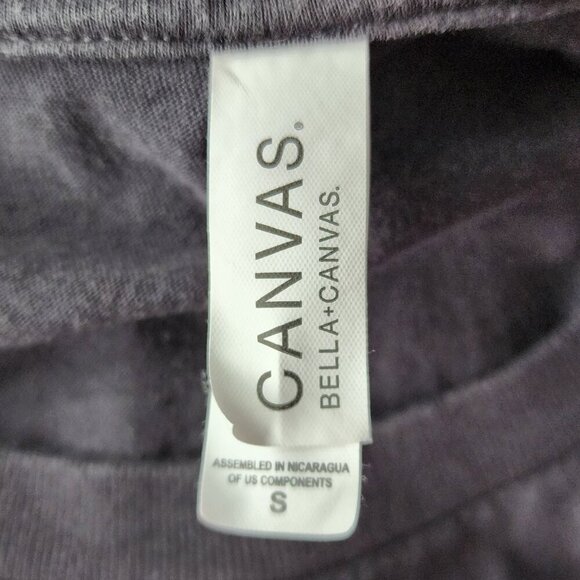 CANVAS.®
BELLA+CANVAS.
ASSEMBLED IN NICARAGUA
OF US COMPONENTS
S